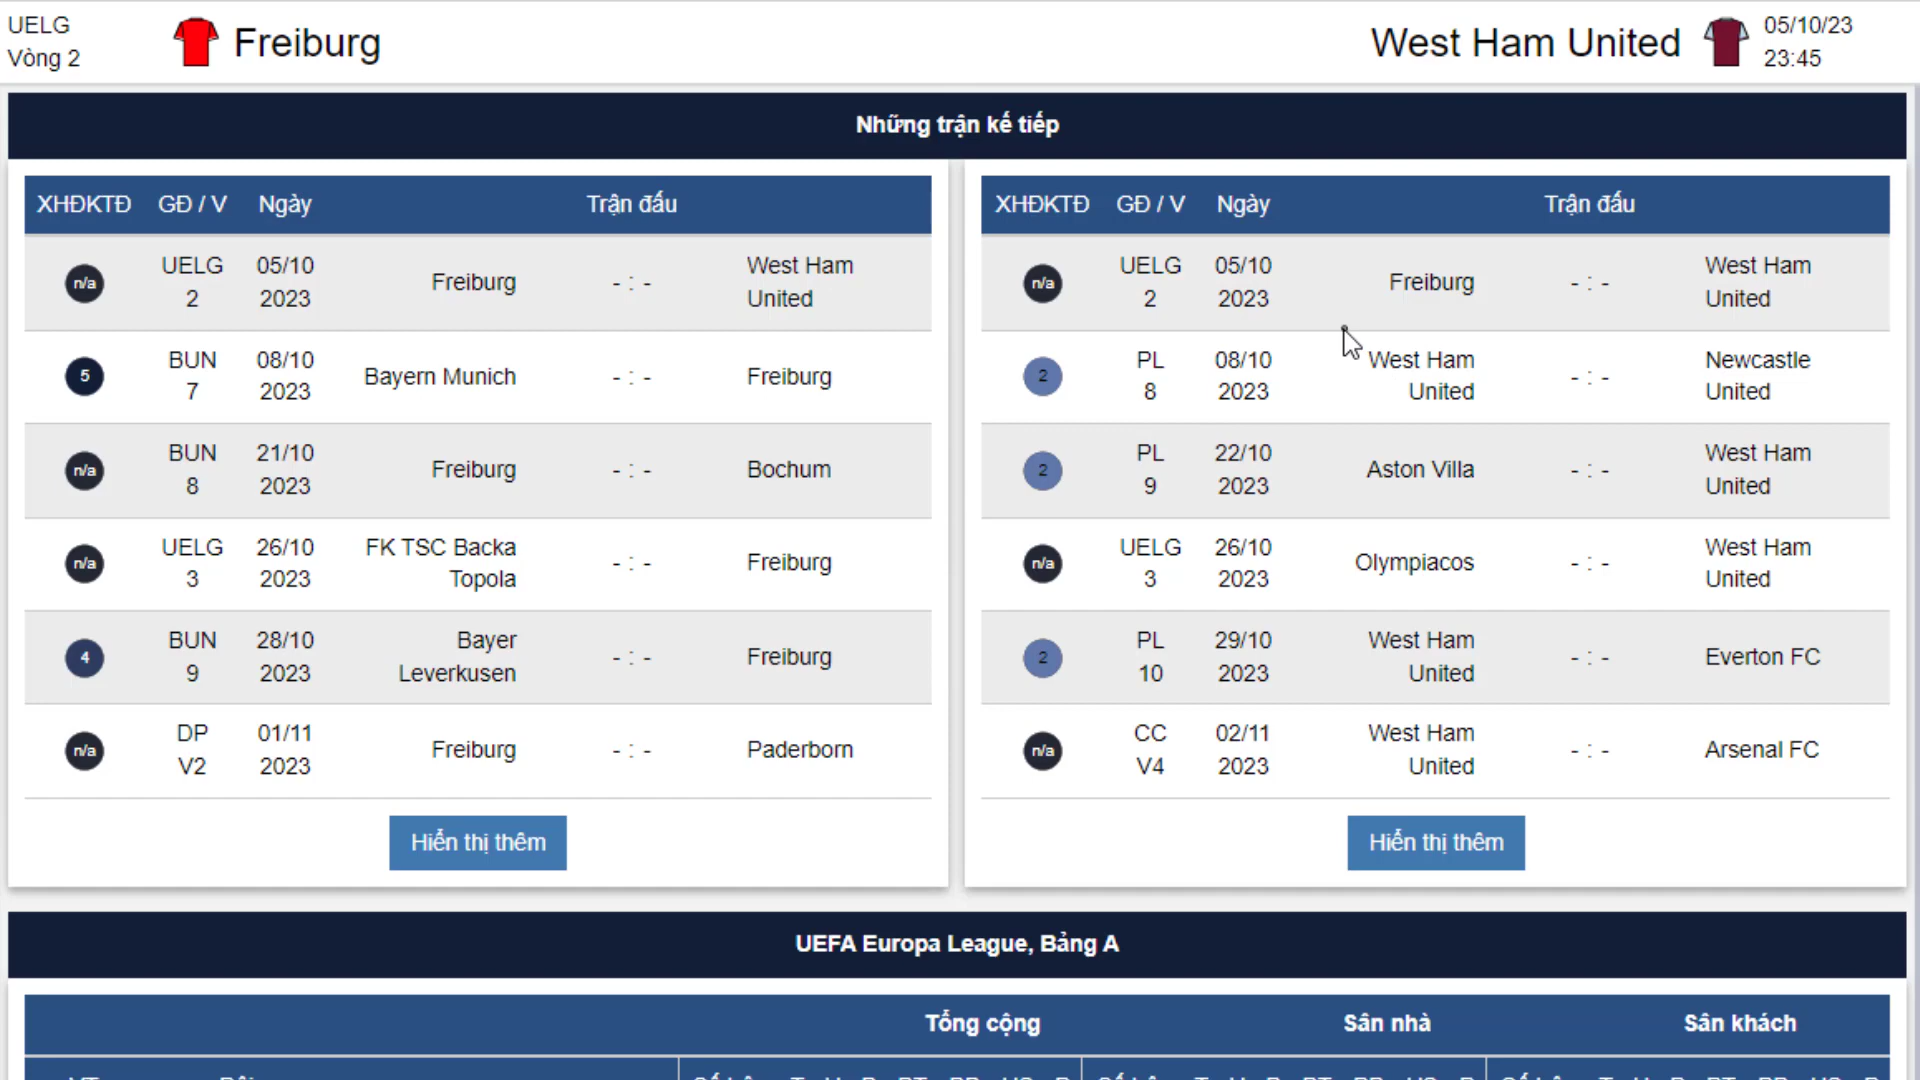 UELG
Vòng 2
Freiburg
West Ham United
05/10/23
23:45
Những trận kế tiếp
XHĐKTĐ GĐ / V Ngày Trận đấu
n/a UELG 2 05/10 2023 Freiburg - : - West Ham United
5 BUN 7 08/10 2023 Bayern Munich - : - Freiburg
n/a BUN 8 21/10 2023 Freiburg - : - Bochum
n/a UELG 3 26/10 2023 FK TSC Backa Topola - : - Freiburg
4 BUN 9 28/10 2023 Bayer Leverkusen - : - Freiburg
n/a DP V2 01/11 2023 Freiburg - : - Paderborn
Hiển thị thêm
XHĐKTĐ GĐ / V Ngày Trận đấu
n/a UELG 2 05/10 2023 Freiburg - : - West Ham United
2 PL 8 08/10 2023 West Ham United - : - Newcastle United
2 PL 9 22/10 2023 Aston Villa - : - West Ham United
n/a UELG 3 26/10 2023 Olympiacos - : - West Ham United
2 PL 10 29/10 2023 West Ham United - : - Everton FC
n/a CC V4 02/11 2023 West Ham United - : - Arsenal FC
Hiển thị thêm
UEFA Europa League, Bảng A
Tổng cộng Sân nhà Sân khách